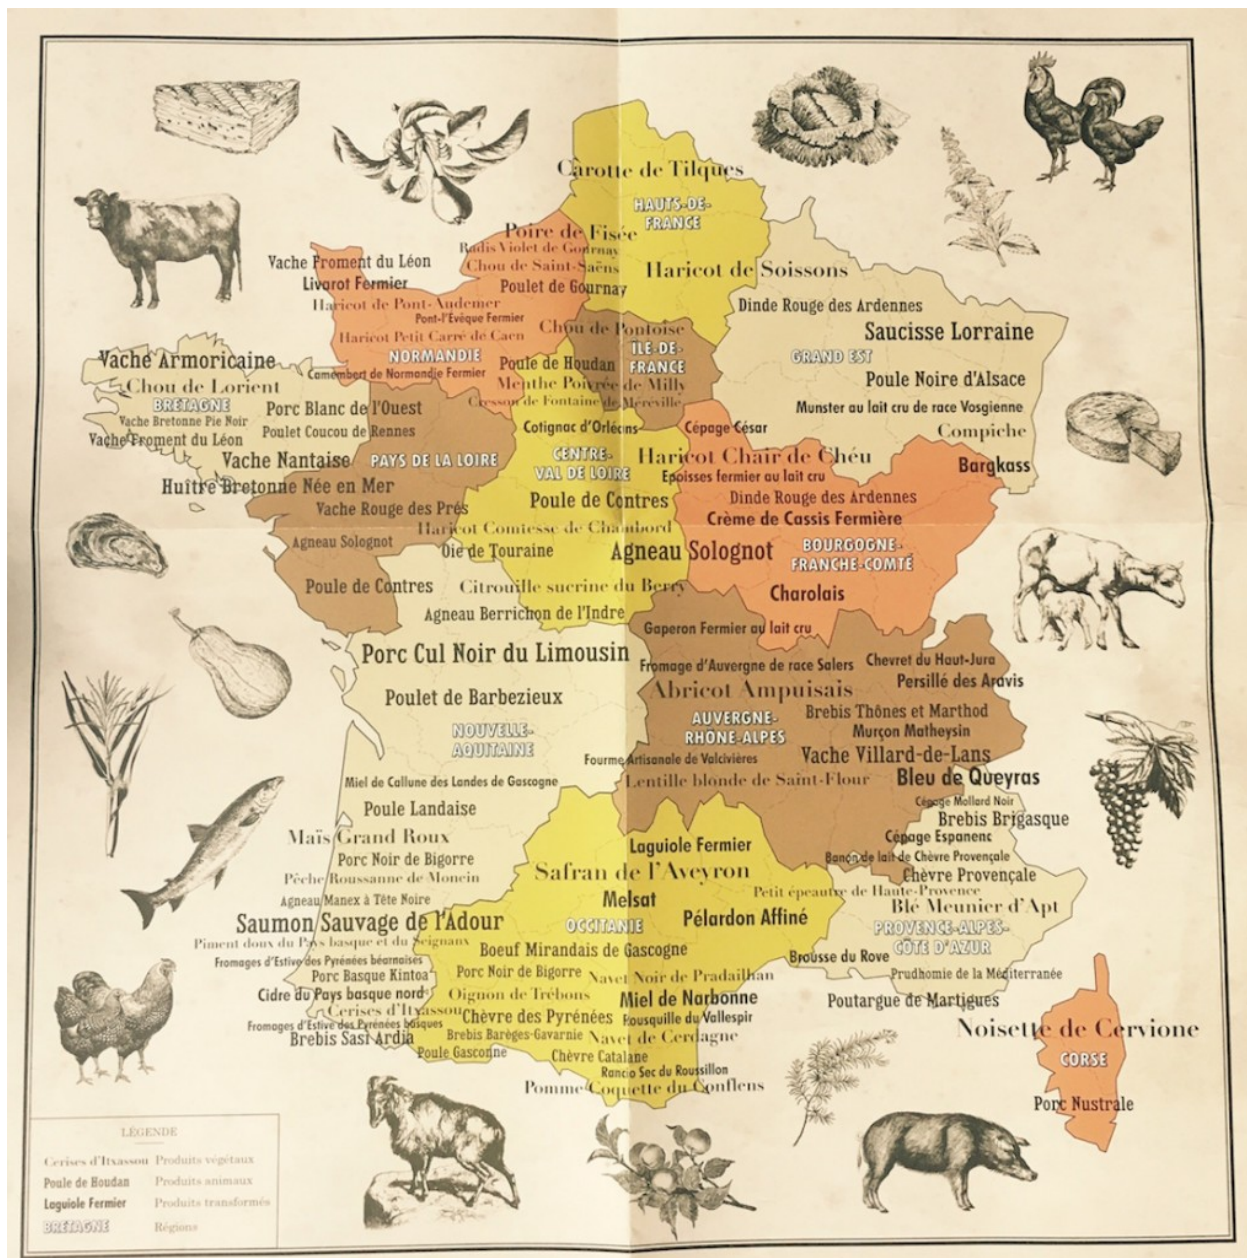 Carotte de Tilques
HAUTS-DE-
FRANCE
Poire de Fisée
Radis Violet de Gournay
Vache Froment du Léon
Chou de Saint-Saëns
Haricot de Soissons
Livarot Fermier
Poulet de Gournay
Haricot de Pont-Audemer
Dinde Rouge des Ardennes
Pont-l'Évêque Fermier
Chou de Pontoise
Saucisse Lorraine
Haricot Petit Carré de Caen
ILE-DE-
FRANCE
NORMANDIE
GRAND EST
Vache Armoricaine
Poule de Houdan
Camembert de Normandie Fermier
Menthe Poivrée de Milly
Poule Noire d'Alsace
Chou de Lorient
Cresson de Fontaine de Méréville
BRETAGNE
Porc Blanc de l'Ouest
Munster au lait cru de race Vosgienne
Vache Bretonne Pie Noir
Poulet Coucou de Rennes
Cotignac d'Orléans
Cépage César
Compiche
Vache Froment du Léon
Vache Nantaise
PAYS DE LA LOIRE
CENTRE-
VAL DE LOIRE
Haricot Chair de Chéu
Bargkass
Epoisses fermier au lait cru
Huître Bretonne Née en Mer
Poule de Contres
Dinde Rouge des Ardennes
Vache Rouge des Prés
Crème de Cassis Fermière
Haricot Comtesse de Chambord
Agneau Solognot
Oie de Touraine
Agneau Solognot
BOURGOGNE-
FRANCHE-COMTÉ
Poule de Contres
Citrouille sucrine du Berry
Charolais
Agneau Berrichon de l'Indre
Gaperon Fermier au lait cru
Porc Cul Noir du Limousin
Fromage d'Auvergne de race Salers
Chevret du Haut-Jura
Persillé des Aravis
Poulet de Barbezieux
Abricot Ampuisais
Brebis Thônes et Marthod
NOUVELLE-
AQUITAINE
AUVERGNE-
RHÔNE-ALPES
Murçon Matheysin
Fourme Artisanale de Valcivières
Vache Villard-de-Lans
Miel de Callune des Landes de Gascogne
Lentille blonde de Saint-Flour
Bleu de Queyras
Poule Landaise
Cépage Mollard Noir
Brebis Brigasque
Maïs Grand Roux
Laguiole Fermier
Cépage Espanenc
Porc Noir de Bigorre
Banon de lait de Chèvre Provençale
Pêche Roussanne de Monein
Safran de l'Aveyron
Chèvre Provençale
Petit épeautre de Haute-Provence
Agneau Manex à Tête Noire
Melsat
Blé Meunier d'Apt
Saumon Sauvage de l'Adour
OCCITANIE
Pélardon Affiné
PROVENCE-ALPES-
CÔTE D'AZUR
Piment doux du Pays basque et du Seignanx
Boeuf Mirandais de Gascogne
Brousse du Rove
Fromages d'Estive des Pyrénées béarnaises
Porc Basque Kintoa
Porc Noir de Bigorre
Navet Noir de Pradailhan
Prudhomie de la Méditerranée
Cidre du Pays basque nord
Oignon de Trébons
Miel de Narbonne
Poutargue de Martigues
Cerises d'Itxassou
Chèvre des Pyrénées
Rousquille du Vallespir
Fromages d'Estive des Pyrénées basques
Noisette de Cervione
Brebis Sasi Ardia
Brebis Barèges-Gavarnie
Navet de Cerdagne
Poule Gasconne
Chèvre Catalane
CORSE
Rancio Sec du Roussillon
Pomme Coquette du Conflens
Porc Nustrale
LÉGENDE
Cerises d'Itxassou Produits végétaux
Poule de Houdan Produits animaux
Laguiole Fermier Produits transformés
BRETAGNE Régions